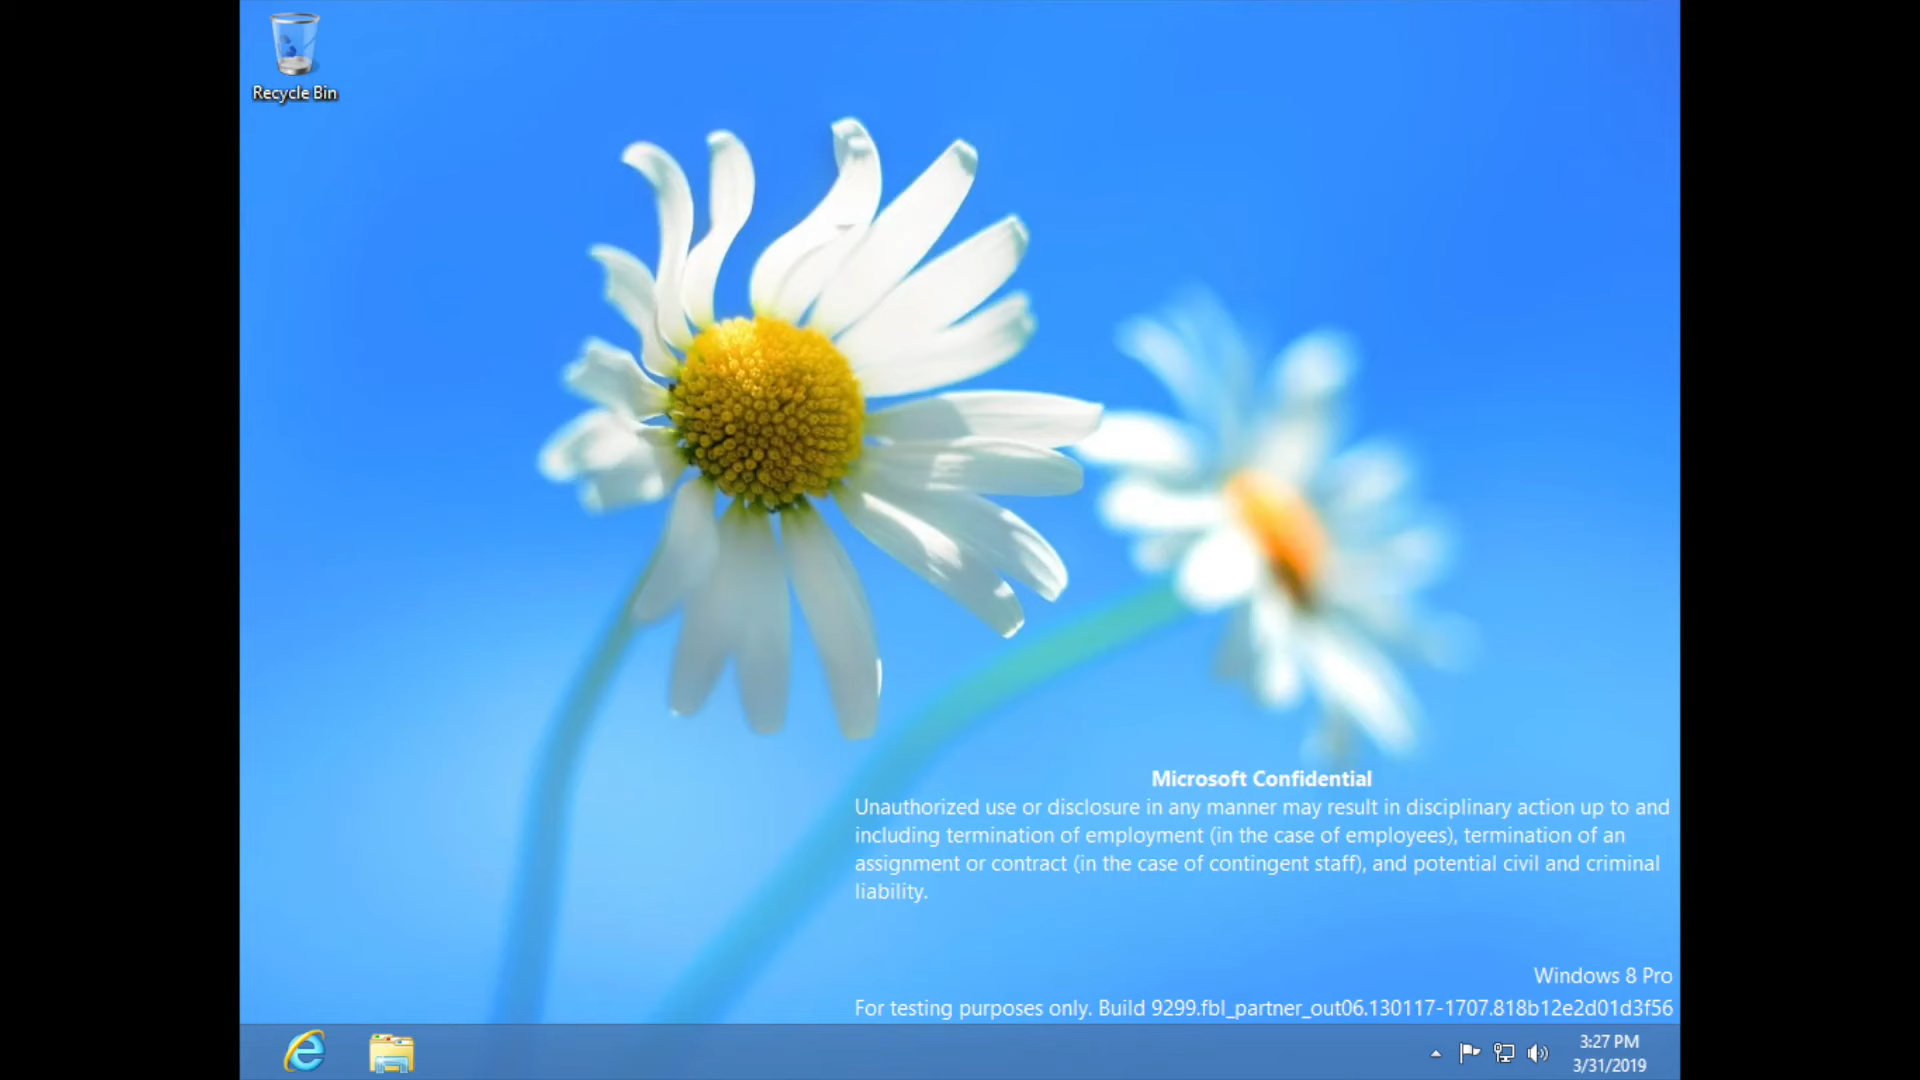 Recycle Bin
Microsoft Confidential
Unauthorized use or disclosure in any manner may result in disciplinary action up to and
including termination of employment (in the case of employees), termination of an
assignment or contract (in the case of contingent staff), and potential civil and criminal
liability.
Windows 8 Pro
For testing purposes only. Build 9299.fbl_partner_out06.130117-1707.818b12e2d01d3f56
3:27 PM
3/31/2019